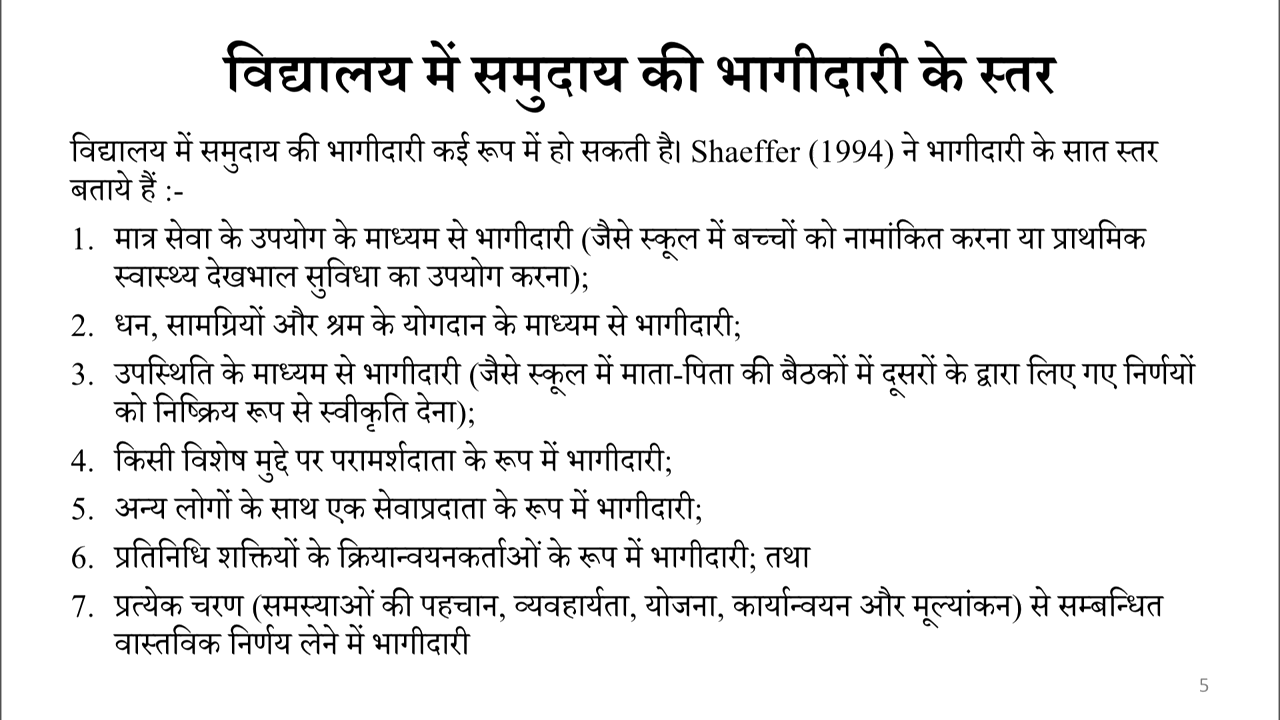 विद्यालय में समुदाय की भागीदारी के स्तर
विद्यालय में समुदाय की भागीदारी कई रूप में हो सकती है। Shaeffer (1994) ने भागीदारी के सात स्तर
बताये हैं :-
1. मात्र सेवा के उपयोग के माध्यम से भागीदारी (जैसे स्कूल में बच्चों को नामांकित करना या प्राथमिक
स्वास्थ्य देखभाल सुविधा का उपयोग करना);
2. धन, सामग्रियों और श्रम के योगदान के माध्यम से भागीदारी;
3. उपस्थिति के माध्यम से भागीदारी (जैसे स्कूल में माता-पिता की बैठकों में दूसरों के द्वारा लिए गए निर्णयों
को निष्क्रिय रूप से स्वीकृति देना);
4. किसी विशेष मुद्दे पर परामर्शदाता के रूप में भागीदारी;
5. अन्य लोगों के साथ एक सेवाप्रदाता के रूप में भागीदारी;
6. प्रतिनिधि शक्तियों के क्रियान्वयनकर्ताओं के रूप में भागीदारी; तथा
7. प्रत्येक चरण (समस्याओं की पहचान, व्यवहार्यता, योजना, कार्यान्वयन और मूल्यांकन) से सम्बन्धित
वास्तविक निर्णय लेने में भागीदारी
5